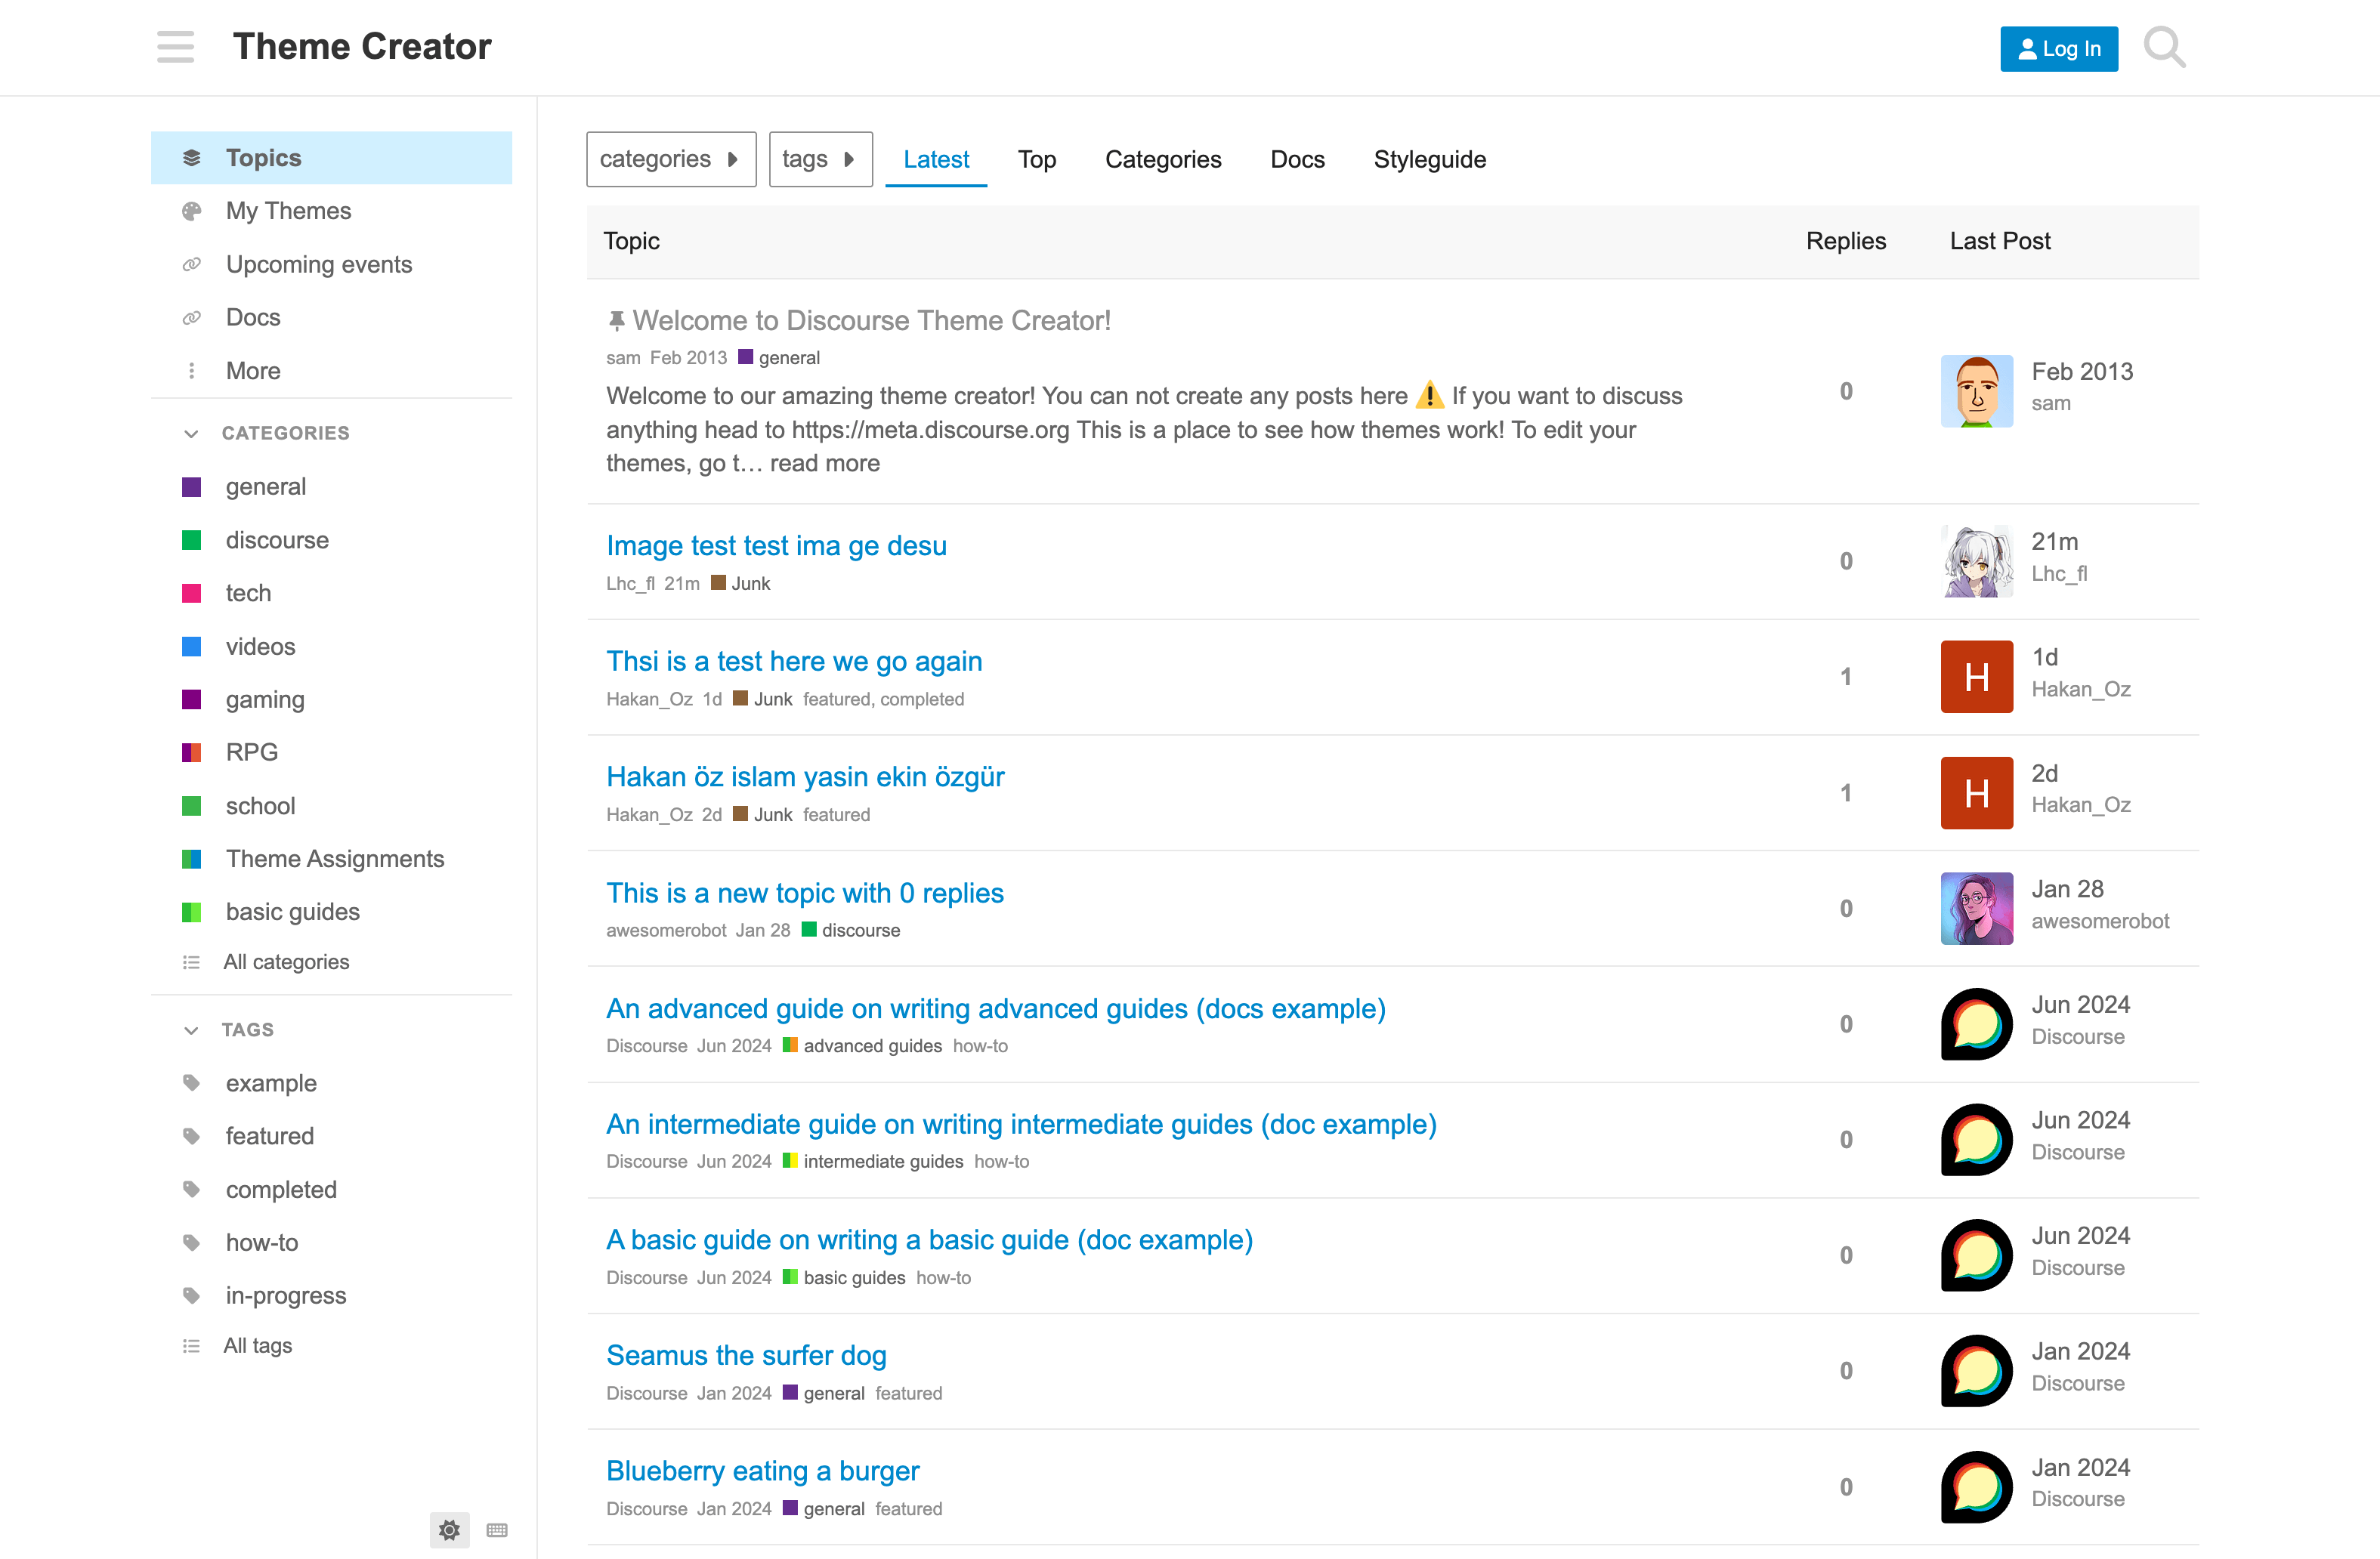 Theme Creator
Log In
Topics
My Themes
Upcoming events
Docs
More
CATEGORIES
general
discourse
tech
videos
gaming
RPG
school
Theme Assignments
basic guides
All categories
TAGS
example
featured
completed
how-to
in-progress
All tags
categories tags Latest Top Categories Docs Styleguide
Topic Replies Last Post
Welcome to Discourse Theme Creator!
sam Feb 2013 general
Welcome to our amazing theme creator! You can not create any posts here ⚠️ If you want to discuss
anything head to https://meta.discourse.org This is a place to see how themes work! To edit your
themes, go t… read more
0
Feb 2013
sam
Image test test ima ge desu
Lhc_fl 21m Junk
0
21m
Lhc_fl
Thsi is a test here we go again
Hakan_Oz 1d Junk featured, completed
1
H
1d
Hakan_Oz
Hakan öz islam yasin ekin özgür
Hakan_Oz 2d Junk featured
1
H
2d
Hakan_Oz
This is a new topic with 0 replies
awesomerobot Jan 28 discourse
0
Jan 28
awesomerobot
An advanced guide on writing advanced guides (docs example)
Discourse Jun 2024 advanced guides how-to
0
Jun 2024
Discourse
An intermediate guide on writing intermediate guides (doc example)
Discourse Jun 2024 intermediate guides how-to
0
Jun 2024
Discourse
A basic guide on writing a basic guide (doc example)
Discourse Jun 2024 basic guides how-to
0
Jun 2024
Discourse
Seamus the surfer dog
Discourse Jan 2024 general featured
0
Jan 2024
Discourse
Blueberry eating a burger
Discourse Jan 2024 general featured
0
Jan 2024
Discourse